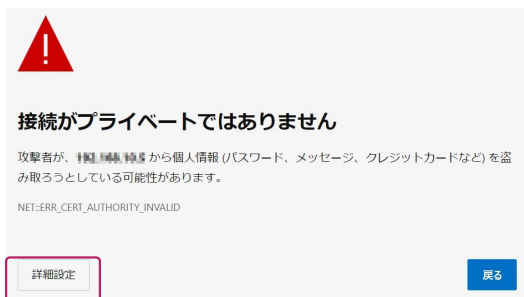 接続がプライベートではありません
攻撃者が、 から個人情報 (パスワード、メッセージ、クレジットカードなど) を盗
み取ろうとしている可能性があります。
NET::ERR_CERT_AUTHORITY_INVALID
詳細設定
戻る